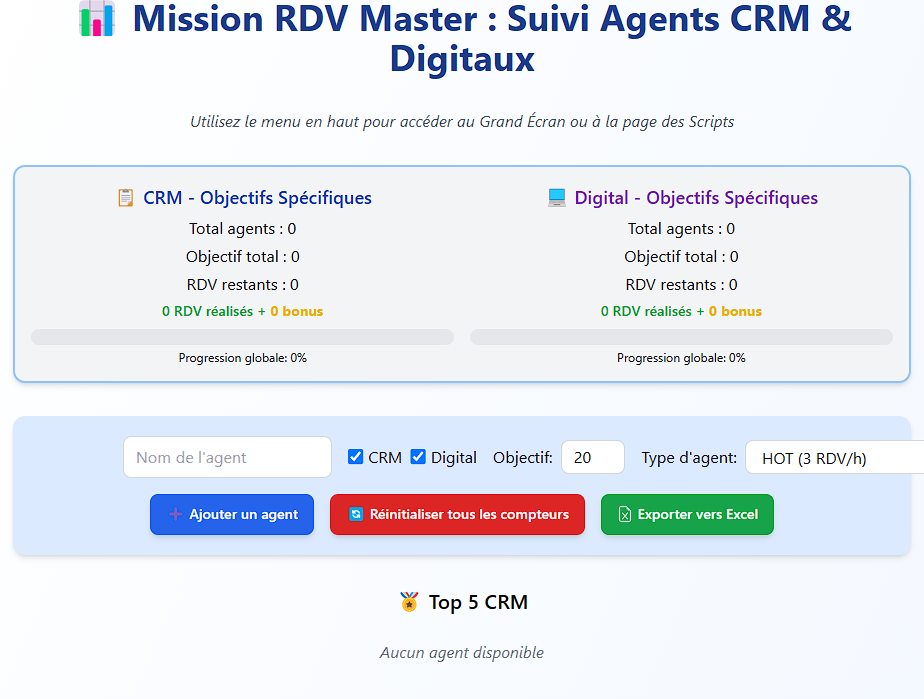 Mission RDV Master : Suivi Agents CRM &
Digitaux
Utilisez le menu en haut pour accéder au Grand Écran ou à la page des Scripts
CRM - Objectifs Spécifiques
Total agents : 0
Objectif total : 0
RDV restants : 0
0 RDV réalisés + 0 bonus
Progression globale: 0%
Digital - Objectifs Spécifiques
Total agents : 0
Objectif total : 0
RDV restants : 0
0 RDV réalisés + 0 bonus
Progression globale: 0%
Nom de l'agent CRM Digital Objectif: 20 Type d'agent: HOT (3 RDV/h)
Ajouter un agent Réinitialiser tous les compteurs Exporter vers Excel
Top 5 CRM
Aucun agent disponible